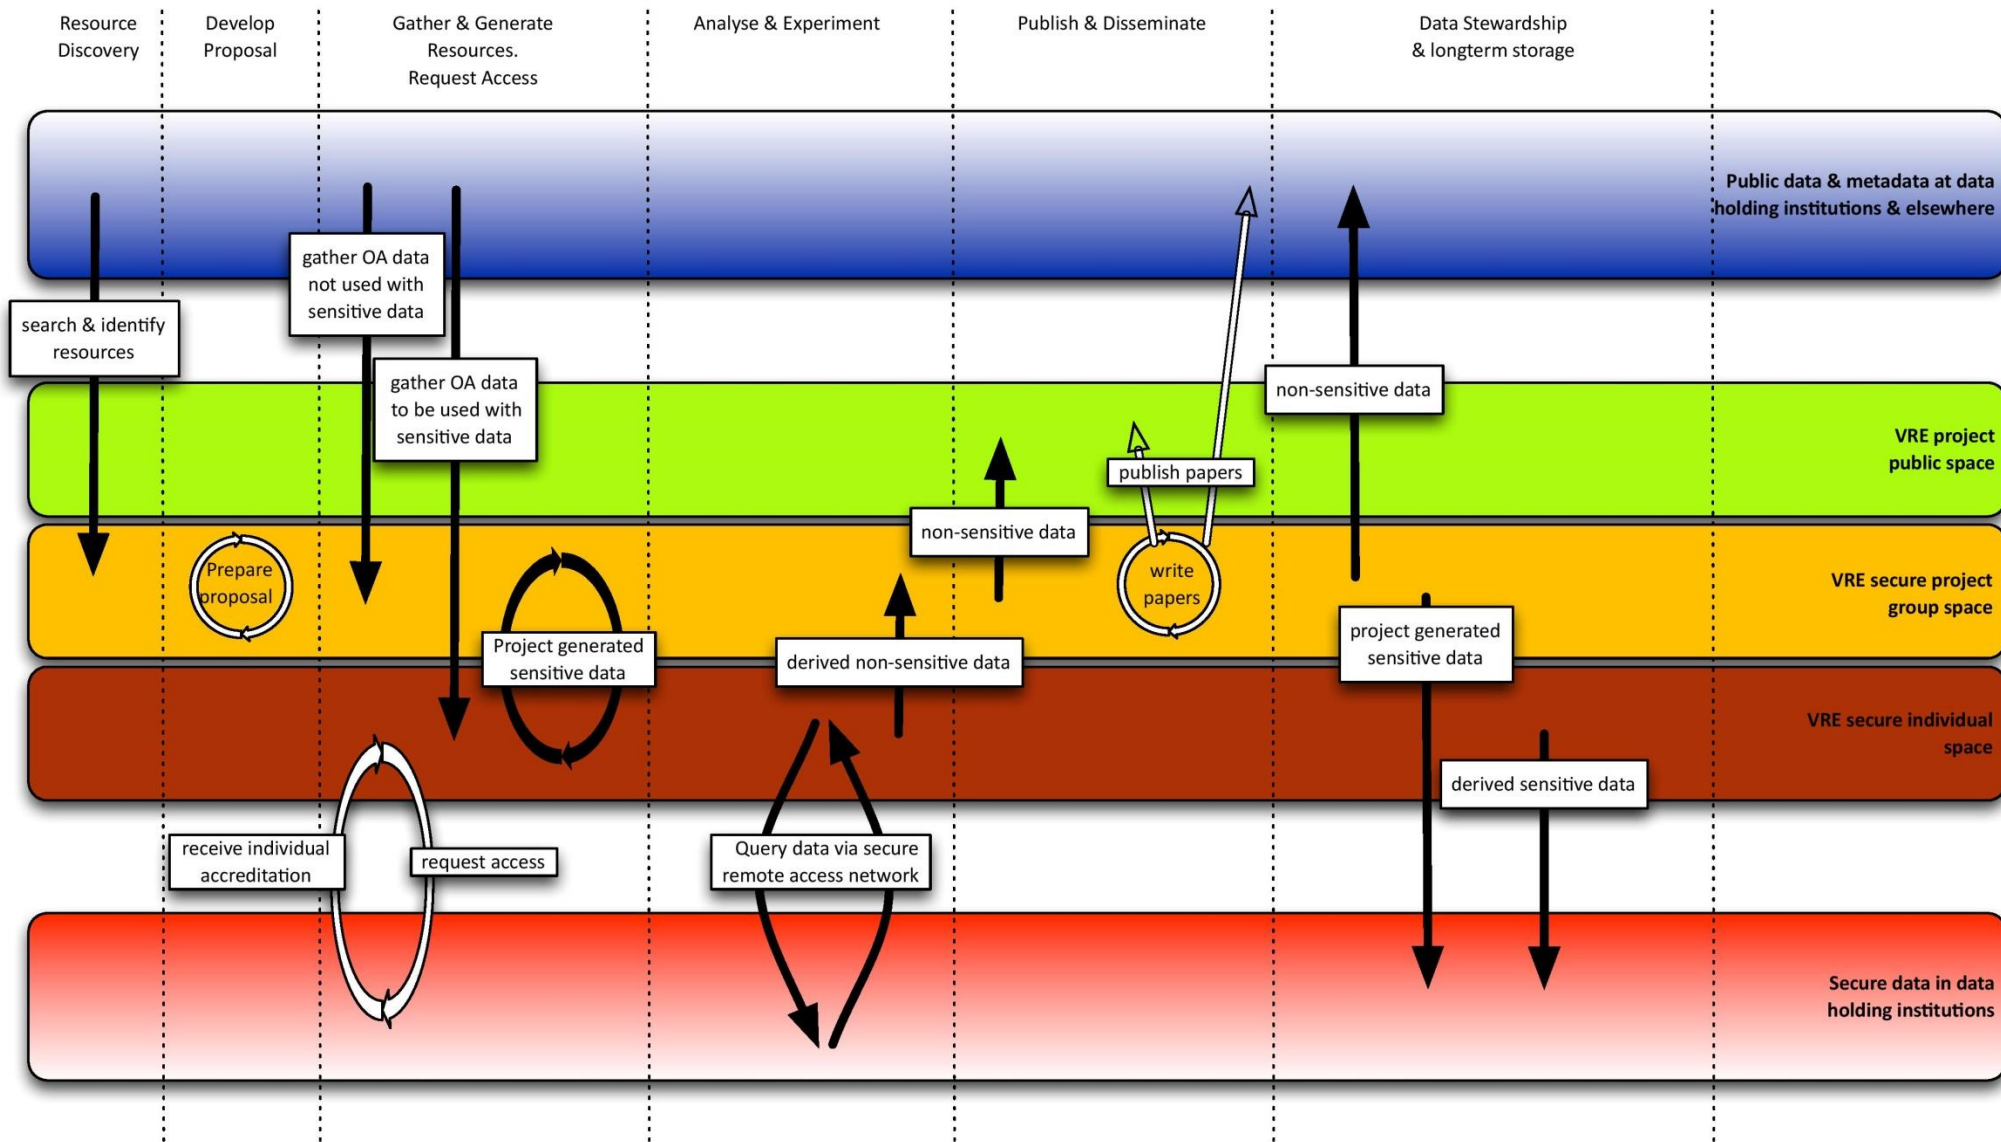 Resource
Discovery
Develop
Proposal
Gather & Generate
Resources.
Request Access
Analyse & Experiment
Publish & Disseminate
Data Stewardship
& longterm storage
Public data & metadata at data
holding institutions & elsewhere
gather OA data
not used with
sensitive data
search & identify
resources
gather OA data
to be used with
sensitive data
non-sensitive data
VRE project
public space
publish papers
non-sensitive data
Prepare
proposal
write
papers
VRE secure project
group space
Project generated
sensitive data
derived non-sensitive data
project generated
sensitive data
VRE secure individual
space
derived sensitive data
receive individual
accreditation
request access
Query data via secure
remote access network
Secure data in data
holding institutions